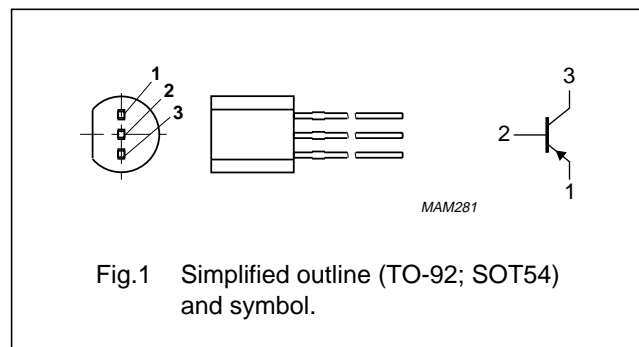 1
2
3
3
2
1
MAM281
Fig.1 Simplified outline (TO-92; SOT54)
and symbol.